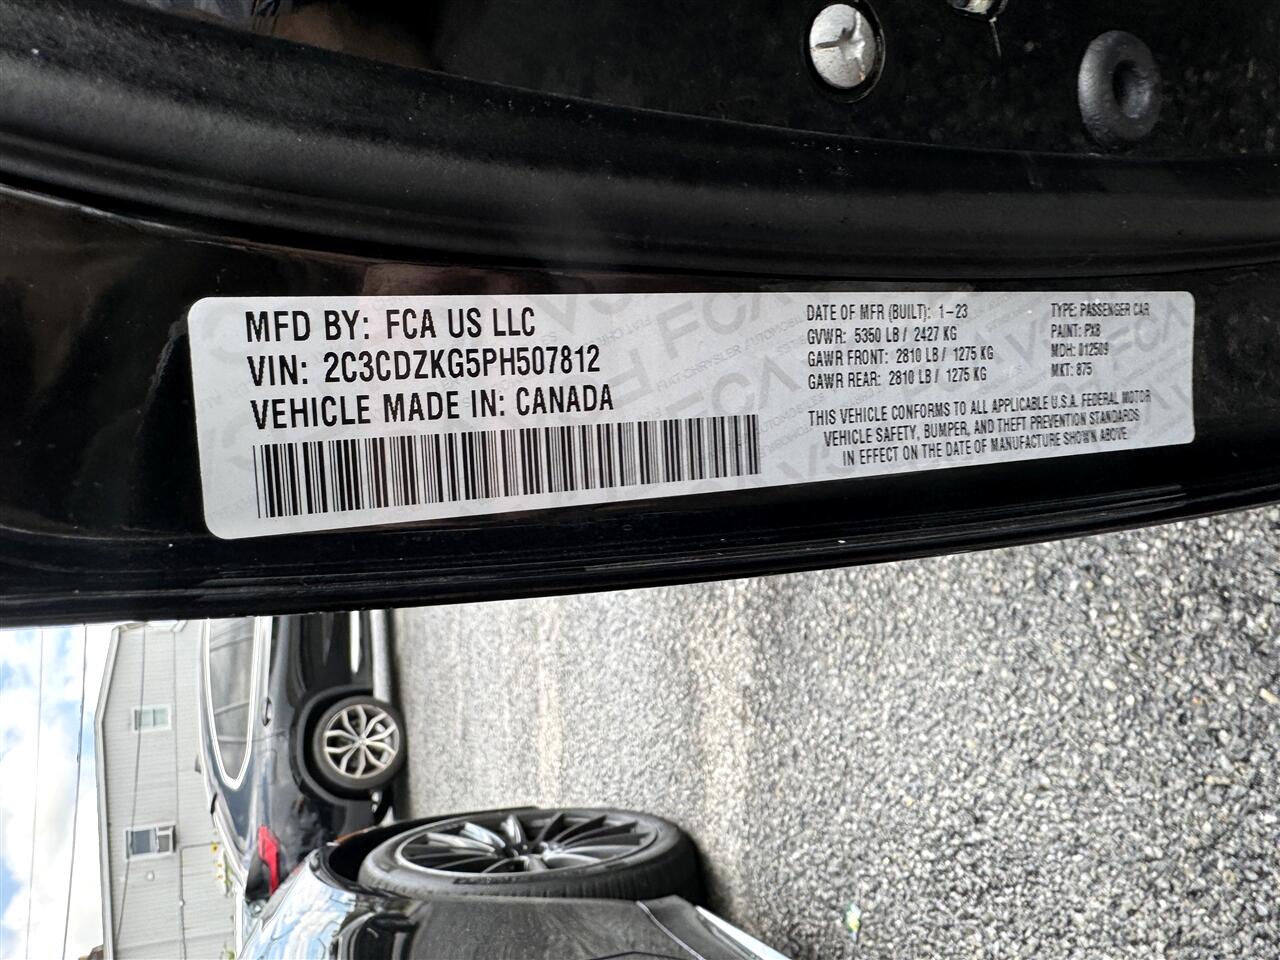 MFD BY: FCA US LLC
VIN: 2C3CDZKG5PH507812
VEHICLE MADE IN: CANADA
DATE OF MFR (BUILT): 1-23
GVWR: 5350 LB / 2427 KG
GAWR FRONT: 2810 LB / 1275 KG
GAWR REAR: 2810 LB / 1275 KG
TYPE: PASSENGER CAR
PAINT: PX8
MDH: 012509
MKT: 875
THIS VEHICLE CONFORMS TO ALL APPLICABLE U.S.A. FEDERAL MOTOR
VEHICLE SAFETY, BUMPER, AND THEFT PREVENTION STANDARDS
IN EFFECT ON THE DATE OF MANUFACTURE SHOWN ABOVE